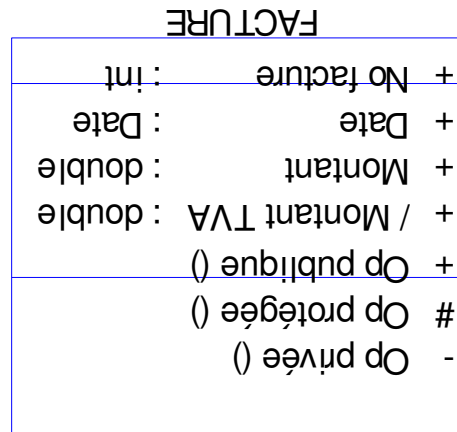 FACTURE
+ No facture : int
+ Date : Date
+ Montant : double
+ / Montant TVA : double
+ Op publique ()
# Op protégée ()
- Op privée ()